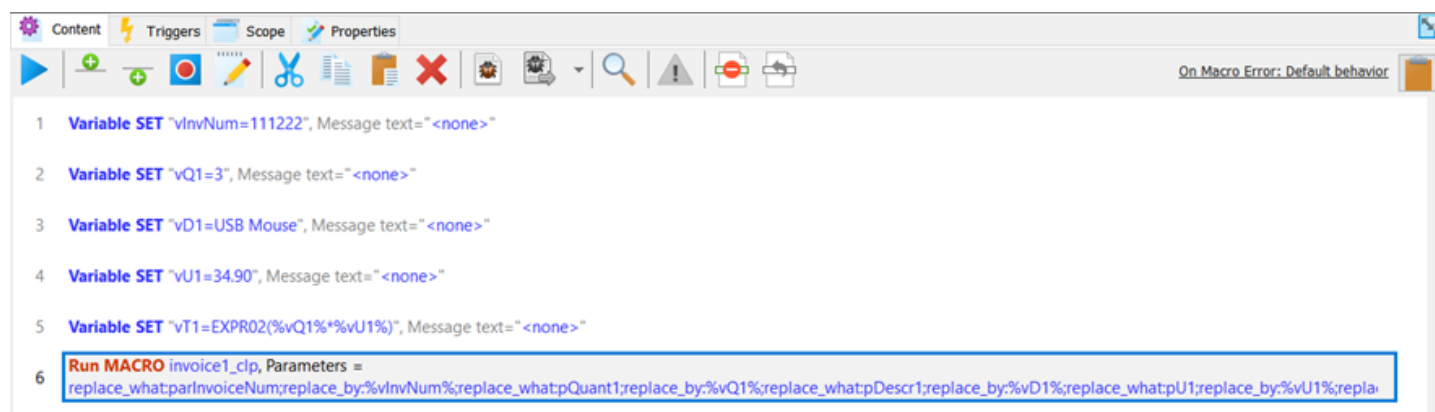 Content Triggers Scope Properties
On Macro Error: Default behavior
1 Variable SET "vInvNum=111222", Message text="<none>"
2 Variable SET "vQ1=3", Message text="<none>"
3 Variable SET "vD1=USB Mouse", Message text="<none>"
4 Variable SET "vU1=34.90", Message text="<none>"
5 Variable SET "vT1=EXPR02(%vQ1%*%vU1%)", Message text="<none>"
6 Run MACRO invoice1_clp, Parameters =
replace_what:parInvoiceNum;replace_by:%vInvNum%;replace_what:pQuant1;replace_by:%vQ1%;replace_what:pDescr1;replace_by:%vD1%;replace_what:pU1;replace_by:%vU1%;repla